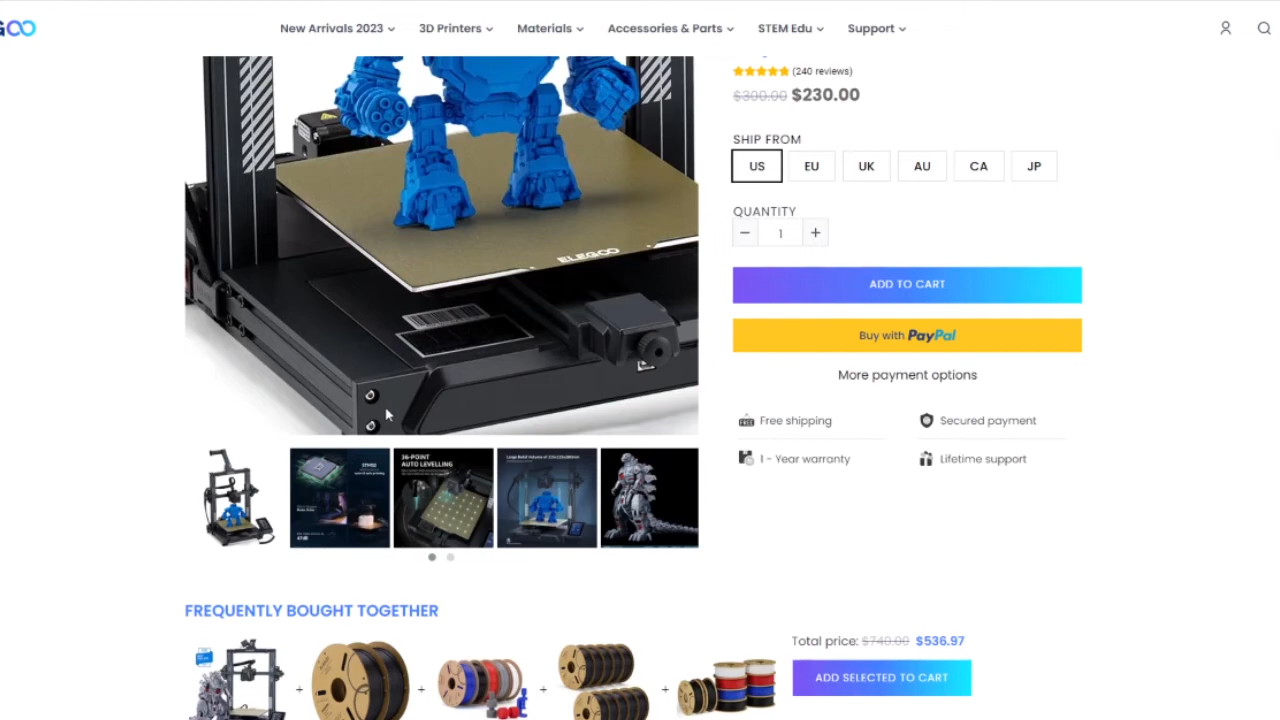 GOO
New Arrivals 2023
3D Printers
Materials
Accessories & Parts
STEM Edu
Support
(240 reviews)
$300.00 $230.00
SHIP FROM
US
EU
UK
AU
CA
JP
QUANTITY
− 1 +
ELEGOO
ADD TO CART
Buy with PayPal
More payment options
Free shipping
Secured payment
1 - Year warranty
Lifetime support
36-POINT
AUTO LEVELLING
FREQUENTLY BOUGHT TOGETHER
Total price: $740.00 $536.97
+ + + +
ADD SELECTED TO CART